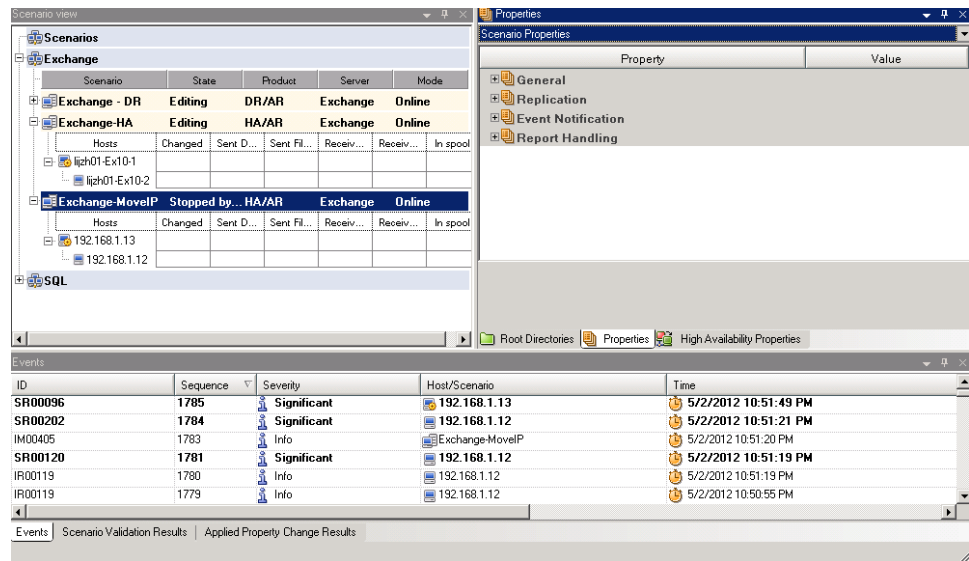 Scenario view
Scenarios
Exchange
Scenario State Product Server Mode
Exchange - DR Editing DR/AR Exchange Online
Exchange-HA Editing HA/AR Exchange Online
Hosts Changed Sent D... Sent Fil... Receiv... Receiv... In spool
lijzh01-Ex10-1
lijzh01-Ex10-2
Exchange-MoveIP Stopped by... HA/AR Exchange Online
Hosts Changed Sent D... Sent Fil... Receiv... Receiv... In spool
192.168.1.13
192.168.1.12
SQL
Properties
Scenario Properties
Property Value
General
Replication
Event Notification
Report Handling
Root Directories Properties High Availability Properties
Events
ID Sequence Severity Host/Scenario Time
SR00096 1785 Significant 192.168.1.13 5/2/2012 10:51:49 PM
SR00202 1784 Significant 192.168.1.12 5/2/2012 10:51:21 PM
IM00405 1783 Info Exchange-MoveIP 5/2/2012 10:51:20 PM
SR00120 1781 Significant 192.168.1.12 5/2/2012 10:51:19 PM
IR00119 1780 Info 192.168.1.12 5/2/2012 10:51:19 PM
IR00119 1779 Info 192.168.1.12 5/2/2012 10:50:55 PM
Events Scenario Validation Results Applied Property Change Results